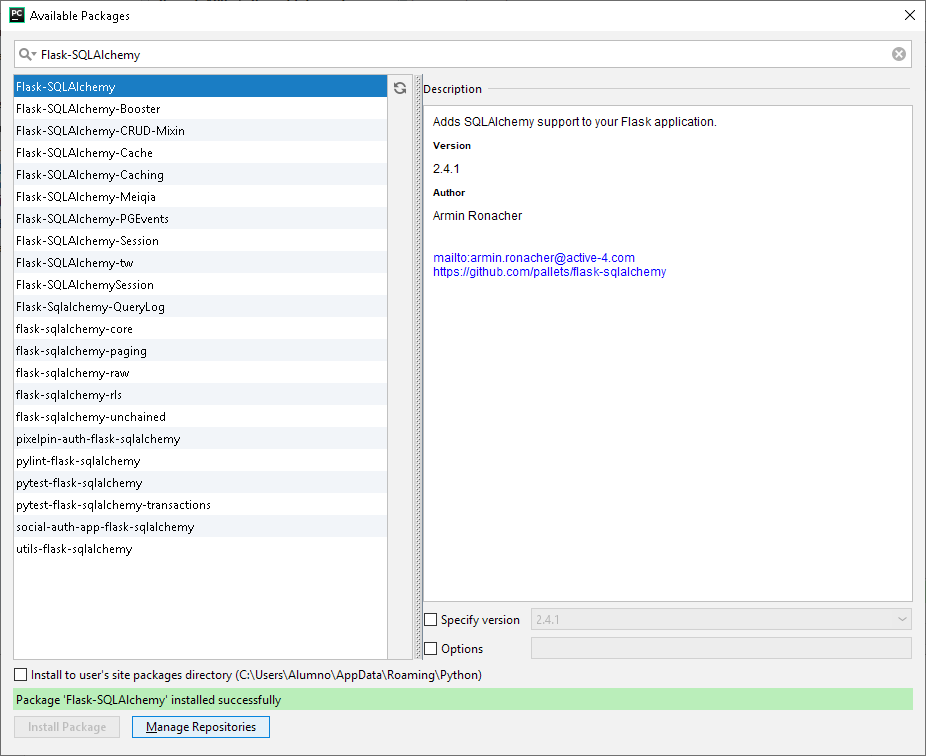 PC
Available Packages
Flask-SQLAlchemy
Flask-SQLAlchemy
Flask-SQLAlchemy-Booster
Flask-SQLAlchemy-CRUD-Mixin
Flask-SQLAlchemy-Cache
Flask-SQLAlchemy-Caching
Flask-SQLAlchemy-Meiqia
Flask-SQLAlchemy-PGEvents
Flask-SQLAlchemy-Session
Flask-SQLAlchemy-tw
Flask-SQLAlchemySession
Flask-Sqlalchemy-QueryLog
flask-sqlalchemy-core
flask-sqlalchemy-paging
flask-sqlalchemy-raw
flask-sqlalchemy-rls
flask-sqlalchemy-unchained
pixelpin-auth-flask-sqlalchemy
pylint-flask-sqlalchemy
pytest-flask-sqlalchemy
pytest-flask-sqlalchemy-transactions
social-auth-app-flask-sqlalchemy
utils-flask-sqlalchemy
Description
Adds SQLAlchemy support to your Flask application.
Version
2.4.1
Author
Armin Ronacher
mailto:armin.ronacher@active-4.com
https://github.com/pallets/flask-sqlalchemy
Specify version 2.4.1
Options
Install to user's site packages directory (C:\Users\Alumno\AppData\Roaming\Python)
Package 'Flask-SQLAlchemy' installed successfully
Install Package Manage Repositories